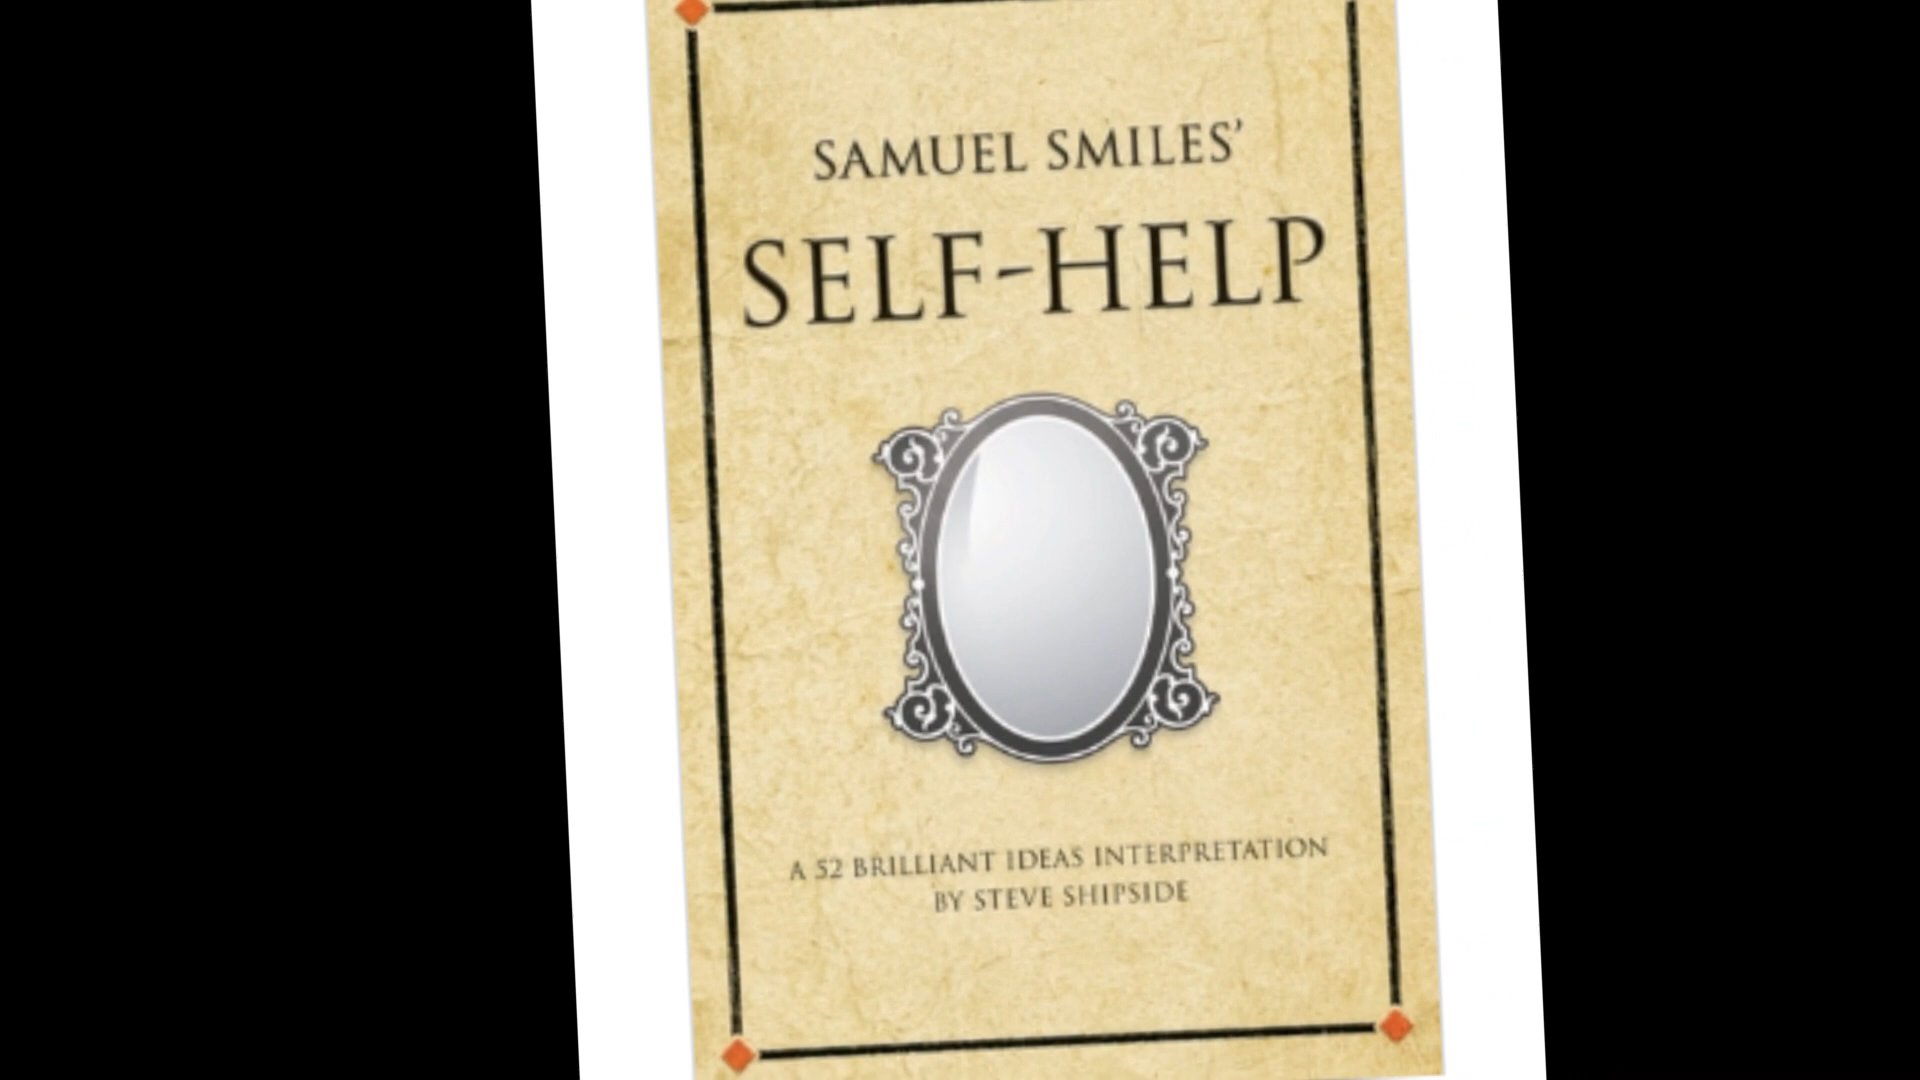 SAMUEL SMILES'
SELF-HELP
A 52 BRILLIANT IDEAS INTERPRETATION
BY STEVE SHIPSIDE